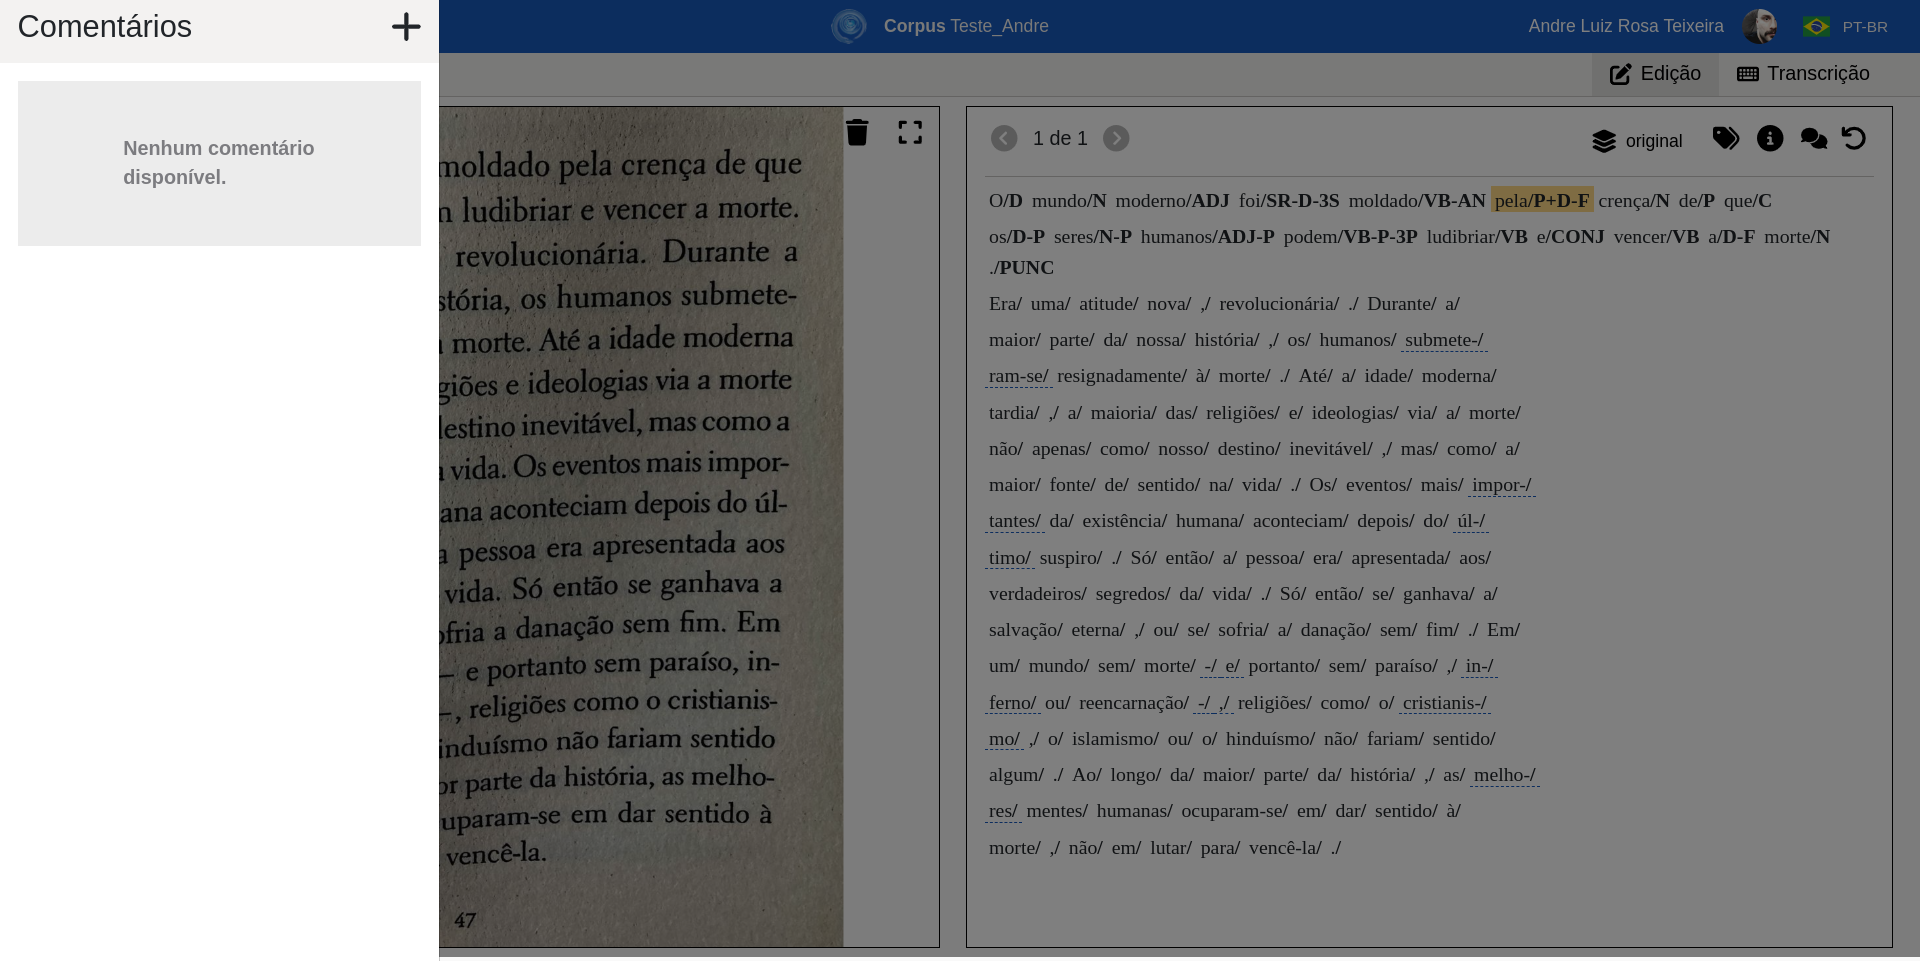 Comentários
Corpus Teste_Andre
Andre Luiz Rosa Teixeira
PT-BR
Edição
Transcrição
Nenhum comentário
disponível.
moldado pela crença de que
ludibriar e vencer a morte.
revolucionária. Durante a
stória, os humanos submete-
morte. Até a idade moderna
giões e ideologias via a morte
lestino inevitável, mas como a
a vida. Os eventos mais impor-
ana aconteciam depois do úl-
a pessoa era apresentada aos
vida. Só então se ganhava a
ofria a danação sem fim. Em
– e portanto sem paraíso, in-
–, religiões como o cristianis-
induísmo não fariam sentido
or parte da história, as melho-
uparam-se em dar sentido à
vencê-la.
47
1 de 1
original
O/D mundo/N moderno/ADJ foi/SR-D-3S moldado/VB-AN pela/P+D-F crença/N de/P que/C
os/D-P seres/N-P humanos/ADJ-P podem/VB-P-3P ludibriar/VB e/CONJ vencer/VB a/D-F morte/N
./PUNC
Era/ uma/ atitude/ nova/ ,/ revolucionária/ ./ Durante/ a/
maior/ parte/ da/ nossa/ história/ ,/ os/ humanos/ submete-/
ram-se/ resignadamente/ à/ morte/ ./ Até/ a/ idade/ moderna/
tardia/ ,/ a/ maioria/ das/ religiões/ e/ ideologias/ via/ a/ morte/
não/ apenas/ como/ nosso/ destino/ inevitável/ ,/ mas/ como/ a/
maior/ fonte/ de/ sentido/ na/ vida/ ./ Os/ eventos/ mais/ impor-/
tantes/ da/ existência/ humana/ aconteciam/ depois/ do/ úl-/
timo/ suspiro/ ./ Só/ então/ a/ pessoa/ era/ apresentada/ aos/
verdadeiros/ segredos/ da/ vida/ ./ Só/ então/ se/ ganhava/ a/
salvação/ eterna/ ,/ ou/ se/ sofria/ a/ danação/ sem/ fim/ ./ Em/
um/ mundo/ sem/ morte/ -/ e/ portanto/ sem/ paraíso/ ,/ in-/
ferno/ ou/ reencarnação/ -/ ,/ religiões/ como/ o/ cristianis-/
mo/ ,/ o/ islamismo/ ou/ o/ hinduísmo/ não/ fariam/ sentido/
algum/ ./ Ao/ longo/ da/ maior/ parte/ da/ história/ ,/ as/ melho-/
res/ mentes/ humanas/ ocuparam-se/ em/ dar/ sentido/ à/
morte/ ,/ não/ em/ lutar/ para/ vencê-la/ ./